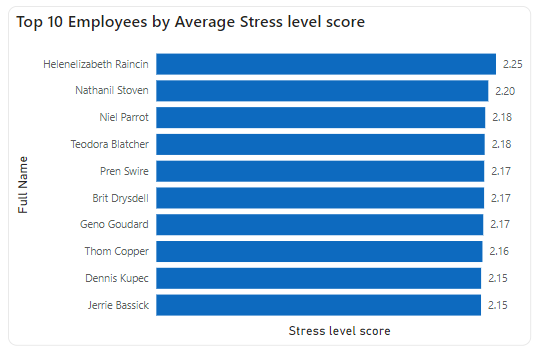 Top 10 Employees by Average Stress level score
Helenelizabeth Raincin 2.25
Nathanil Stoven 2.20
Niel Parrot 2.18
Teodora Blatcher 2.18
Pren Swire 2.17
Brit Drysdell 2.17
Geno Goudard 2.17
Thom Copper 2.16
Dennis Kupec 2.15
Jerrie Bassick 2.15
Full Name
Stress level score